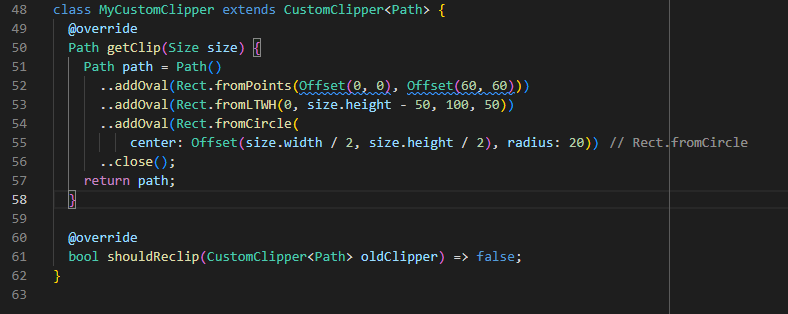 48 class MyCustomClipper extends CustomClipper<Path> {
49   @override
50   Path getClip(Size size) {
51     Path path = Path()
52       ..addOval(Rect.fromPoints(Offset(0, 0), Offset(60, 60)))
53       ..addOval(Rect.fromLTWH(0, size.height - 50, 100, 50))
54       ..addOval(Rect.fromCircle(
55           center: Offset(size.width / 2, size.height / 2), radius: 20)) // Rect.fromCircle
56       ..close();
57     return path;
58   }
59
60   @override
61   bool shouldReclip(CustomClipper<Path> oldClipper) => false;
62 }
63